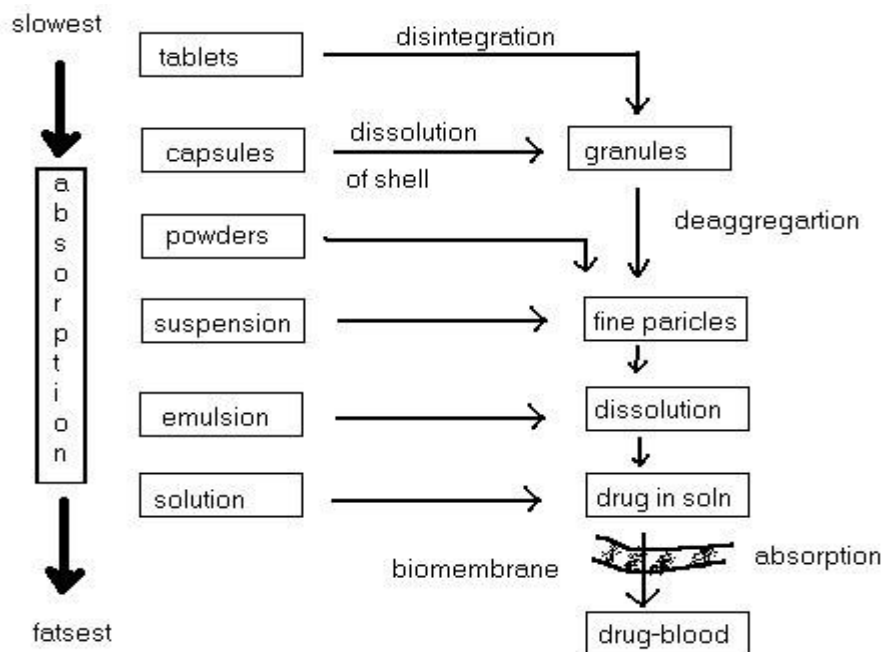 slowest
tablets
disintegration
capsules
dissolution
of shell
granules
absorption
powders
deaggregartion
suspension
fine paricles
emulsion
dissolution
solution
drug in soln
biomembrane
absorption
fatsest
drug-blood